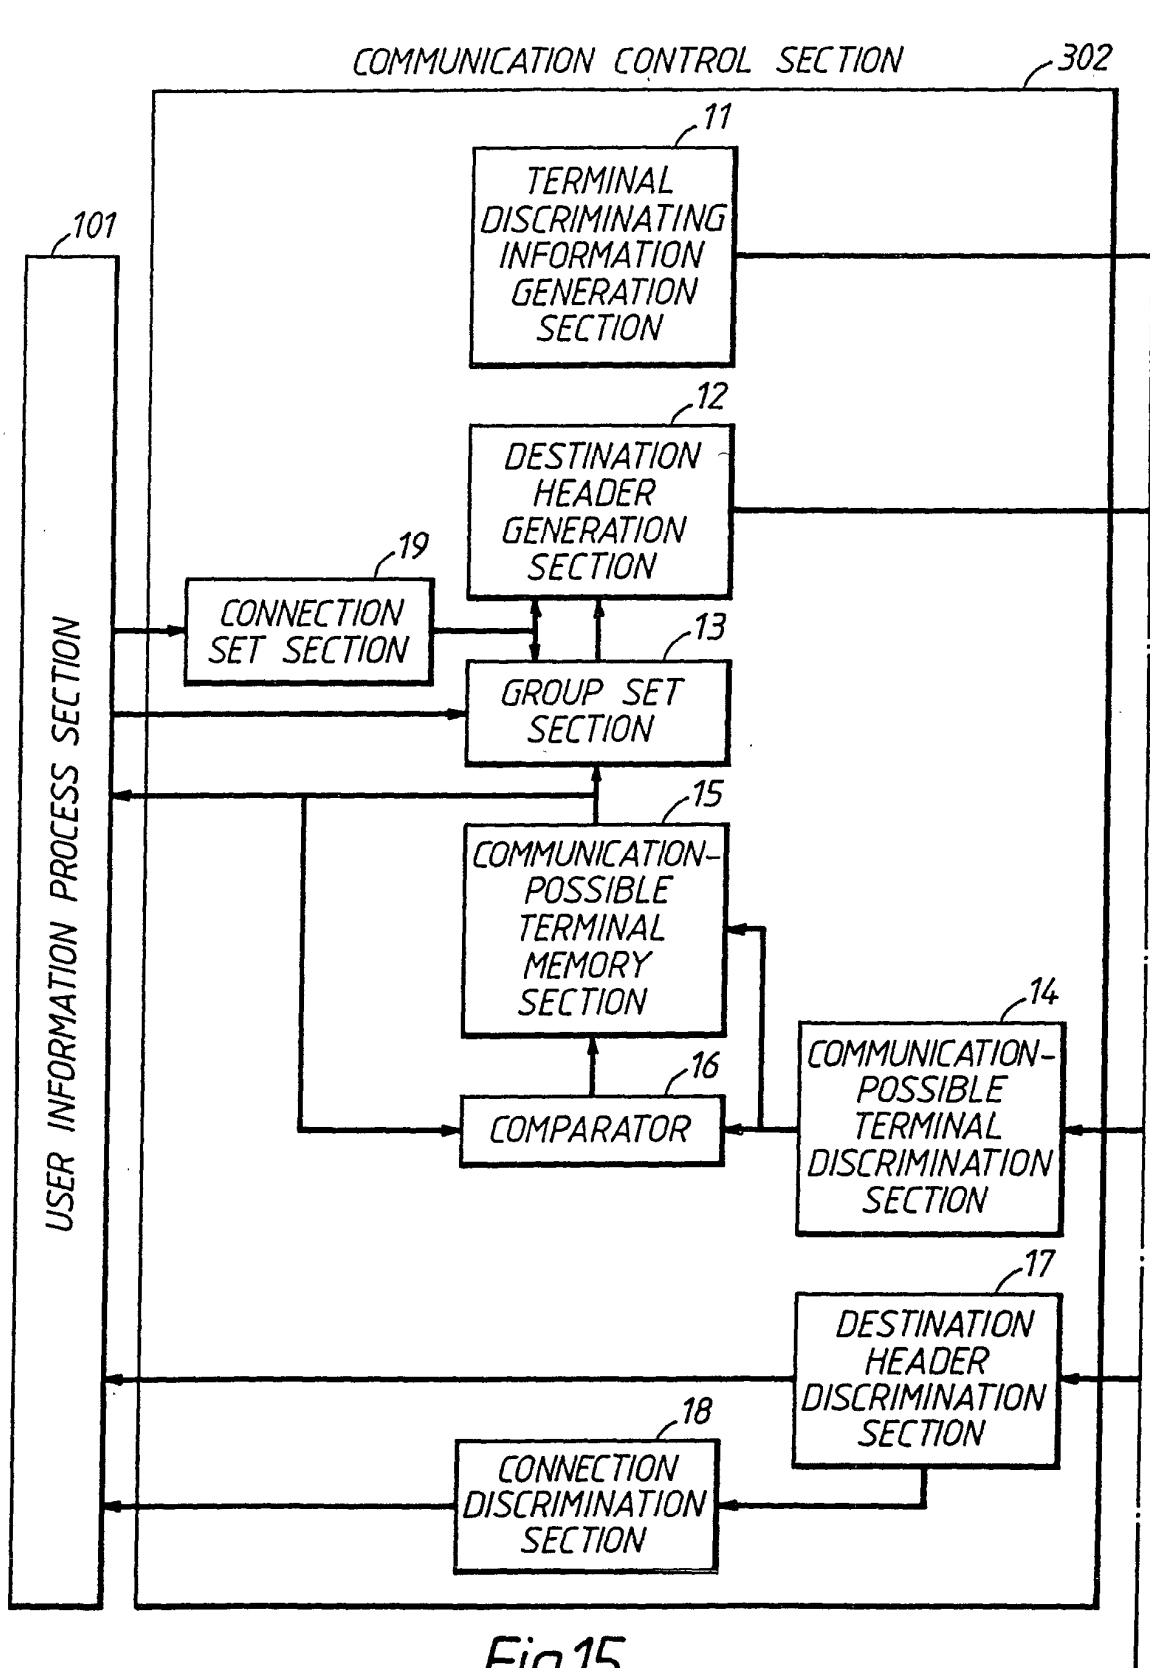 COMMUNICATION CONTROL SECTION
302
11
TERMINAL
DISCRIMINATING
INFORMATION
GENERATION
SECTION
101
USER INFORMATION PROCESS SECTION
12
DESTINATION
HEADER
GENERATION
SECTION
19
CONNECTION
SET SECTION
13
GROUP SET
SECTION
15
COMMUNICATION-
POSSIBLE
TERMINAL
MEMORY
SECTION
14
COMMUNICATION-
POSSIBLE
TERMINAL
DISCRIMINATION
SECTION
16
COMPARATOR
17
DESTINATION
HEADER
DISCRIMINATION
SECTION
18
CONNECTION
DISCRIMINATION
SECTION
Fig.15